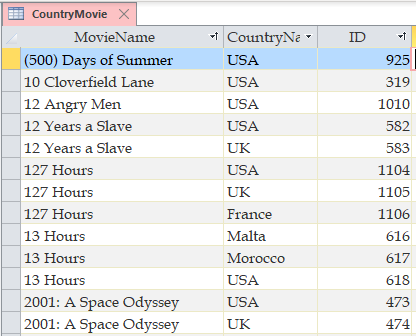 CountryMovie
MovieName CountryNa ID
(500) Days of Summer USA 925
10 Cloverfield Lane USA 319
12 Angry Men USA 1010
12 Years a Slave USA 582
12 Years a Slave UK 583
127 Hours USA 1104
127 Hours UK 1105
127 Hours France 1106
13 Hours Malta 616
13 Hours Morocco 617
13 Hours USA 618
2001: A Space Odyssey USA 473
2001: A Space Odyssey UK 474